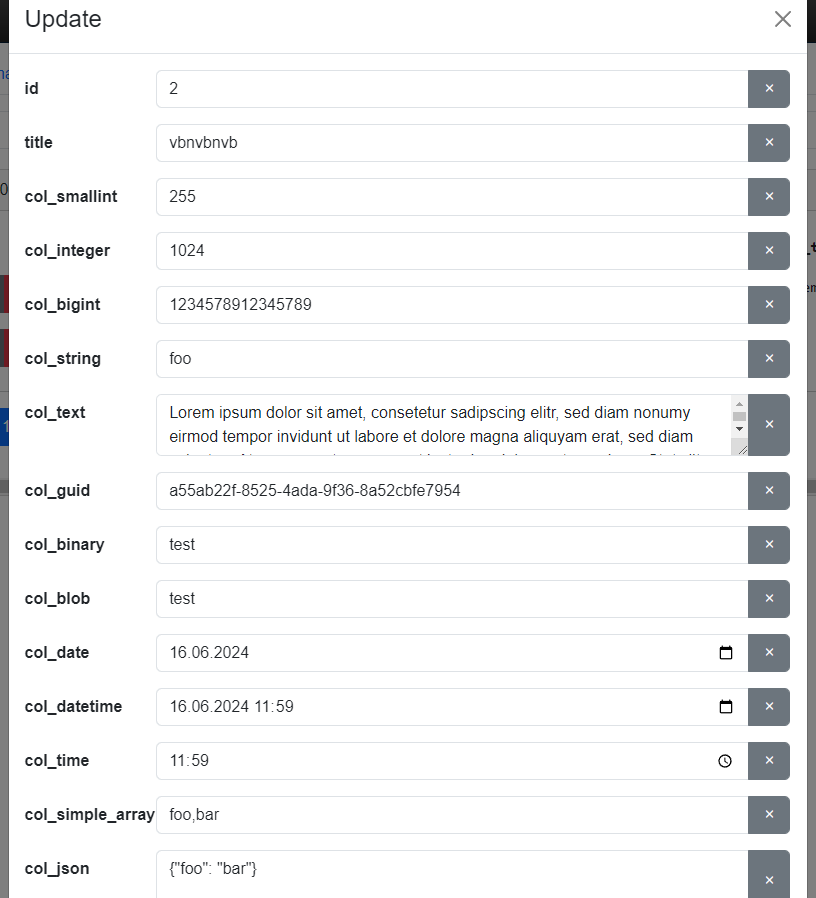 Update
id
2
title
vbnvbnvb
col_smallint
255
col_integer
1024
col_bigint
1234578912345789
col_string
foo
col_text
Lorem ipsum dolor sit amet, consetetur sadipscing elitr, sed diam nonumy
eirmod tempor invidunt ut labore et dolore magna aliquyam erat, sed diam
col_guid
a55ab22f-8525-4ada-9f36-8a52cbfe7954
col_binary
test
col_blob
test
col_date
16.06.2024
col_datetime
16.06.2024 11:59
col_time
11:59
col_simple_array
foo,bar
col_json
{"foo": "bar"}